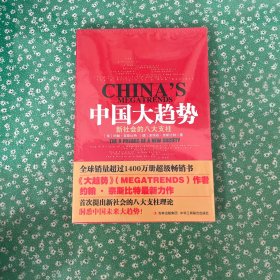 CHINA'S
MEGATRENDS
中国大趋势
新社会的八大支柱
THE 8 PILLARS OF A NEW SOCIETY
全球销量超过1400万册超级畅销书
《大趋势》(MEGATRENDS)作者
约翰·奈斯比特最新力作
首次提出新社会的八大支柱理论
洞悉中国未来大趋势!